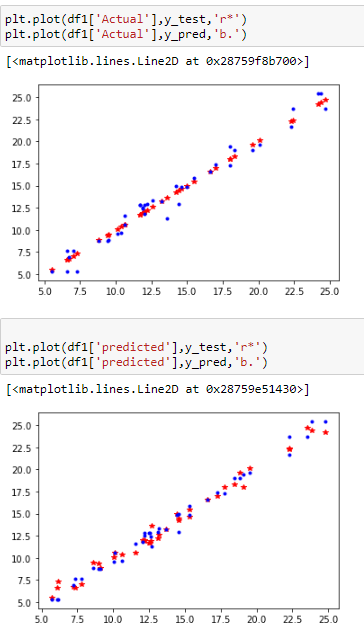 plt.plot(df1['Actual'],y_test,'r*')
plt.plot(df1['Actual'],y_pred,'b.')
[<matplotlib.lines.Line2D at 0x28759f8b700>]
25.0
22.5
20.0
17.5
15.0
12.5
10.0
7.5
5.0
5.0 7.5 10.0 12.5 15.0 17.5 20.0 22.5 25.0
plt.plot(df1['predicted'],y_test,'r*')
plt.plot(df1['predicted'],y_pred,'b.')
[<matplotlib.lines.Line2D at 0x28759e51430>]
25.0
22.5
20.0
17.5
15.0
12.5
10.0
7.5
5.0
5.0 7.5 10.0 12.5 15.0 17.5 20.0 22.5 25.0